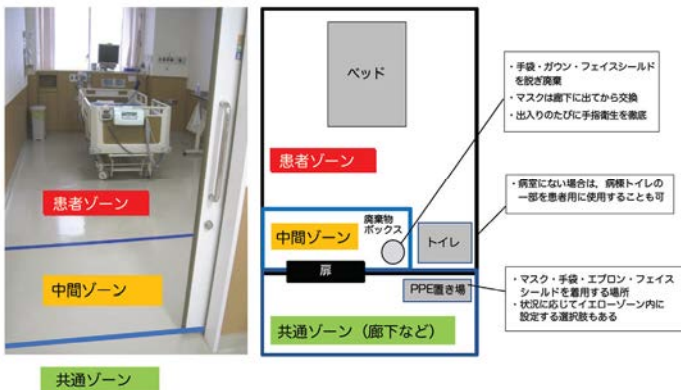 患者ゾーン
中間ゾーン
共通ゾーン
ベッド
患者ゾーン
中間ゾーン
廃棄物
ボックス
トイレ
扉
PPE置き場
共通ゾーン（廊下など）
・手袋・ガウン・フェイスシールド
を脱ぎ廃棄
・マスクは廊下に出てから交換
・出入りのたびに手指衛生を徹底
・病室にない場合は，病棟トイレの
一部を患者用に使用することも可
・マスク・手袋・エプロン・フェイス
シールドを着用する場所
・状況に応じてイエローゾーン内に
設定する選択肢もある